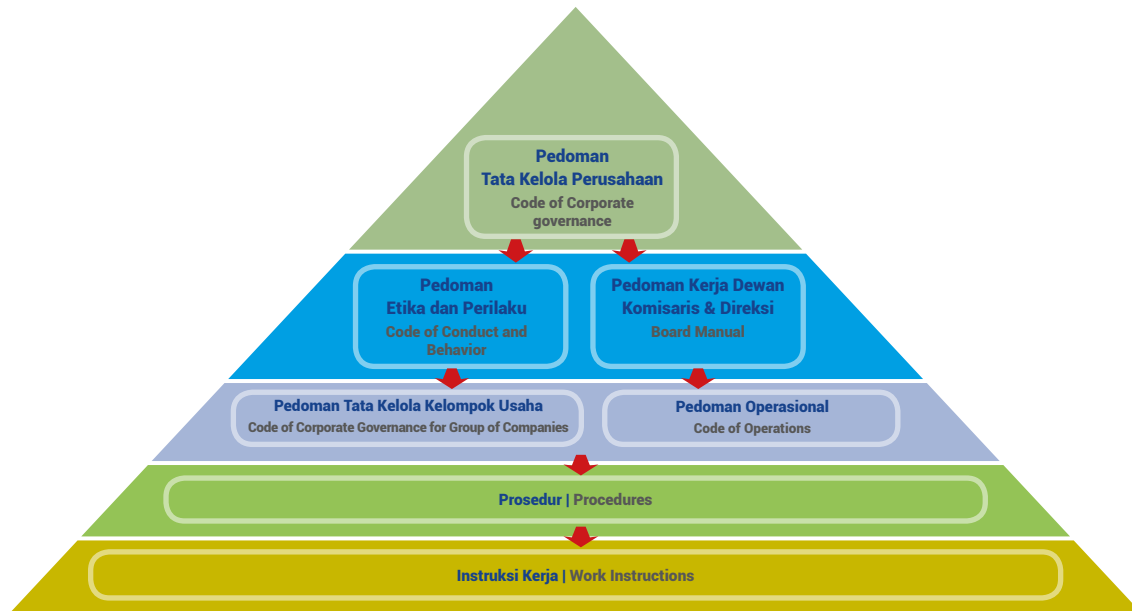 Pedoman
Tata Kelola Perusahaan
Code of Corporate
governance
Pedoman
Etika dan Perilaku
Code of Conduct and
Behavior
Pedoman Kerja Dewan
Komisaris & Direksi
Board Manual
Pedoman Tata Kelola Kelompok Usaha
Code of Corporate Governance for Group of Companies
Pedoman Operasional
Code of Operations
Prosedur | Procedures
Instruksi Kerja | Work Instructions